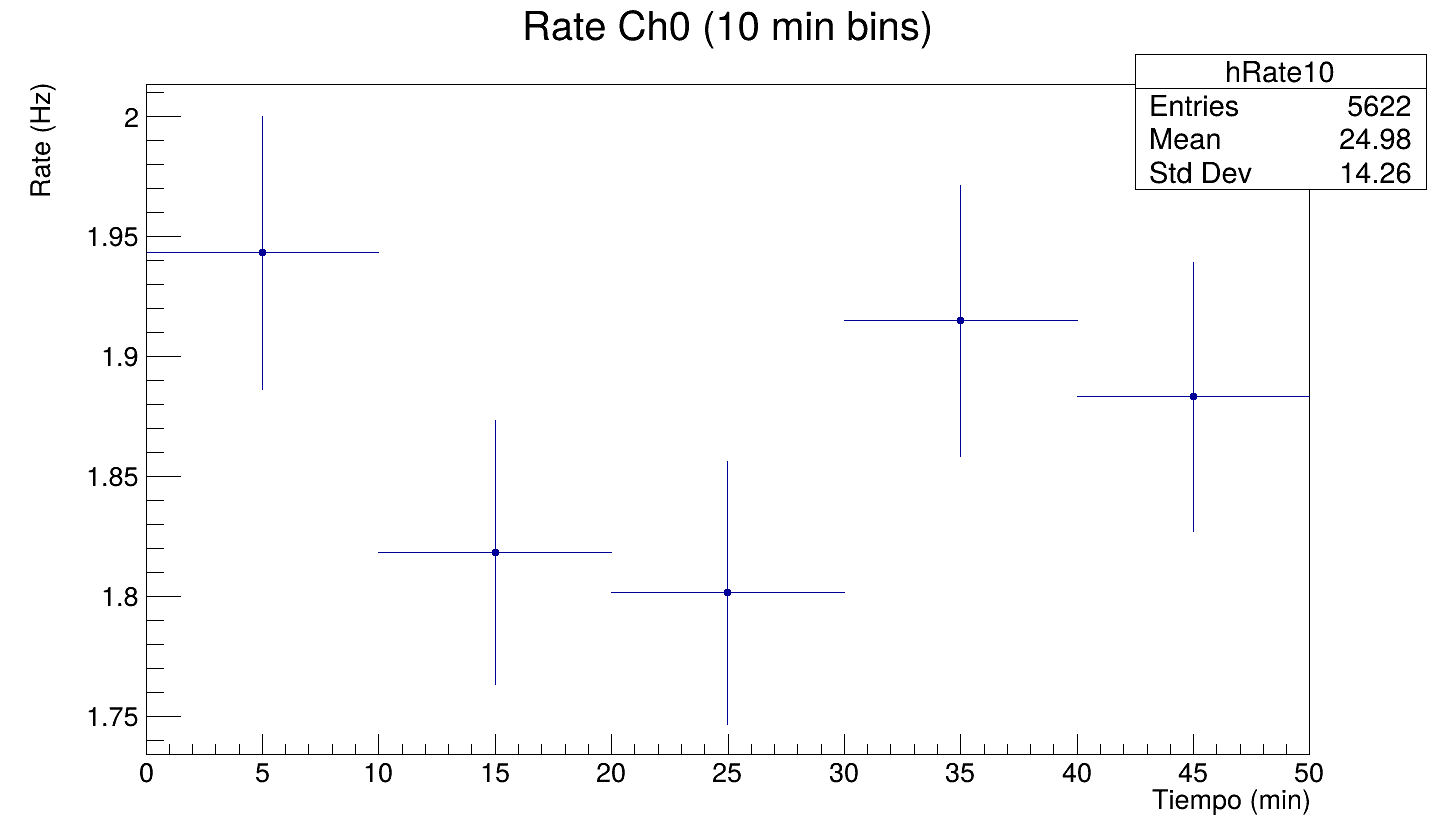 Rate Ch0 (10 min bins)
hRate10
Entries 5622
Mean 24.98
Std Dev 14.26
Rate (Hz)
2
1.95
1.9
1.85
1.8
1.75
0 5 10 15 20 25 30 35 40 45 50
Tiempo (min)